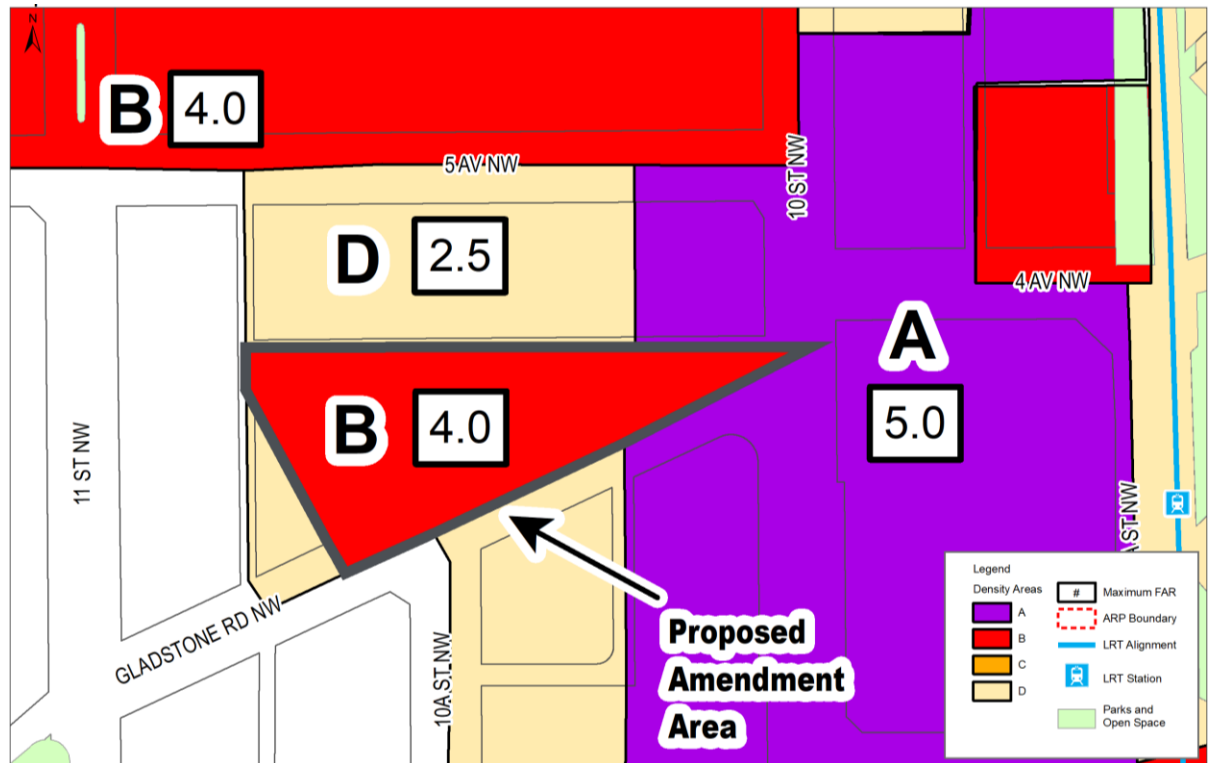 N
B 4.0
5 AV NW
10 ST NW
D 2.5
4 AV NW
A
5.0
B 4.0
11 ST NW
A ST NW
GLADSTONE RD NW
10A ST NW
Proposed
Amendment
Area
Legend
Density Areas
A
B
C
D
# Maximum FAR
ARP Boundary
LRT Alignment
LRT Station
Parks and
Open Space